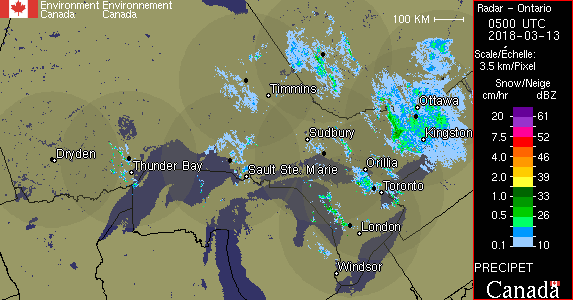 Environment Environnement
Canada Canada
100 KM
Timmins
Ottawa
Kingston
Sudbury
Dryden
Thunder Bay
Sault Ste. Marie
Orillia
Toronto
London
Windsor
Radar - Ontario
0500 UTC
2018-03-13
Scale/Échelle:
3.5 km/Pixel
Snow/Neige
cm/hr dBZ
20 61
7.5 52
4.0 46
2.0 39
1.0 33
0.5 26
0.1 10
PRECIPET
Canada